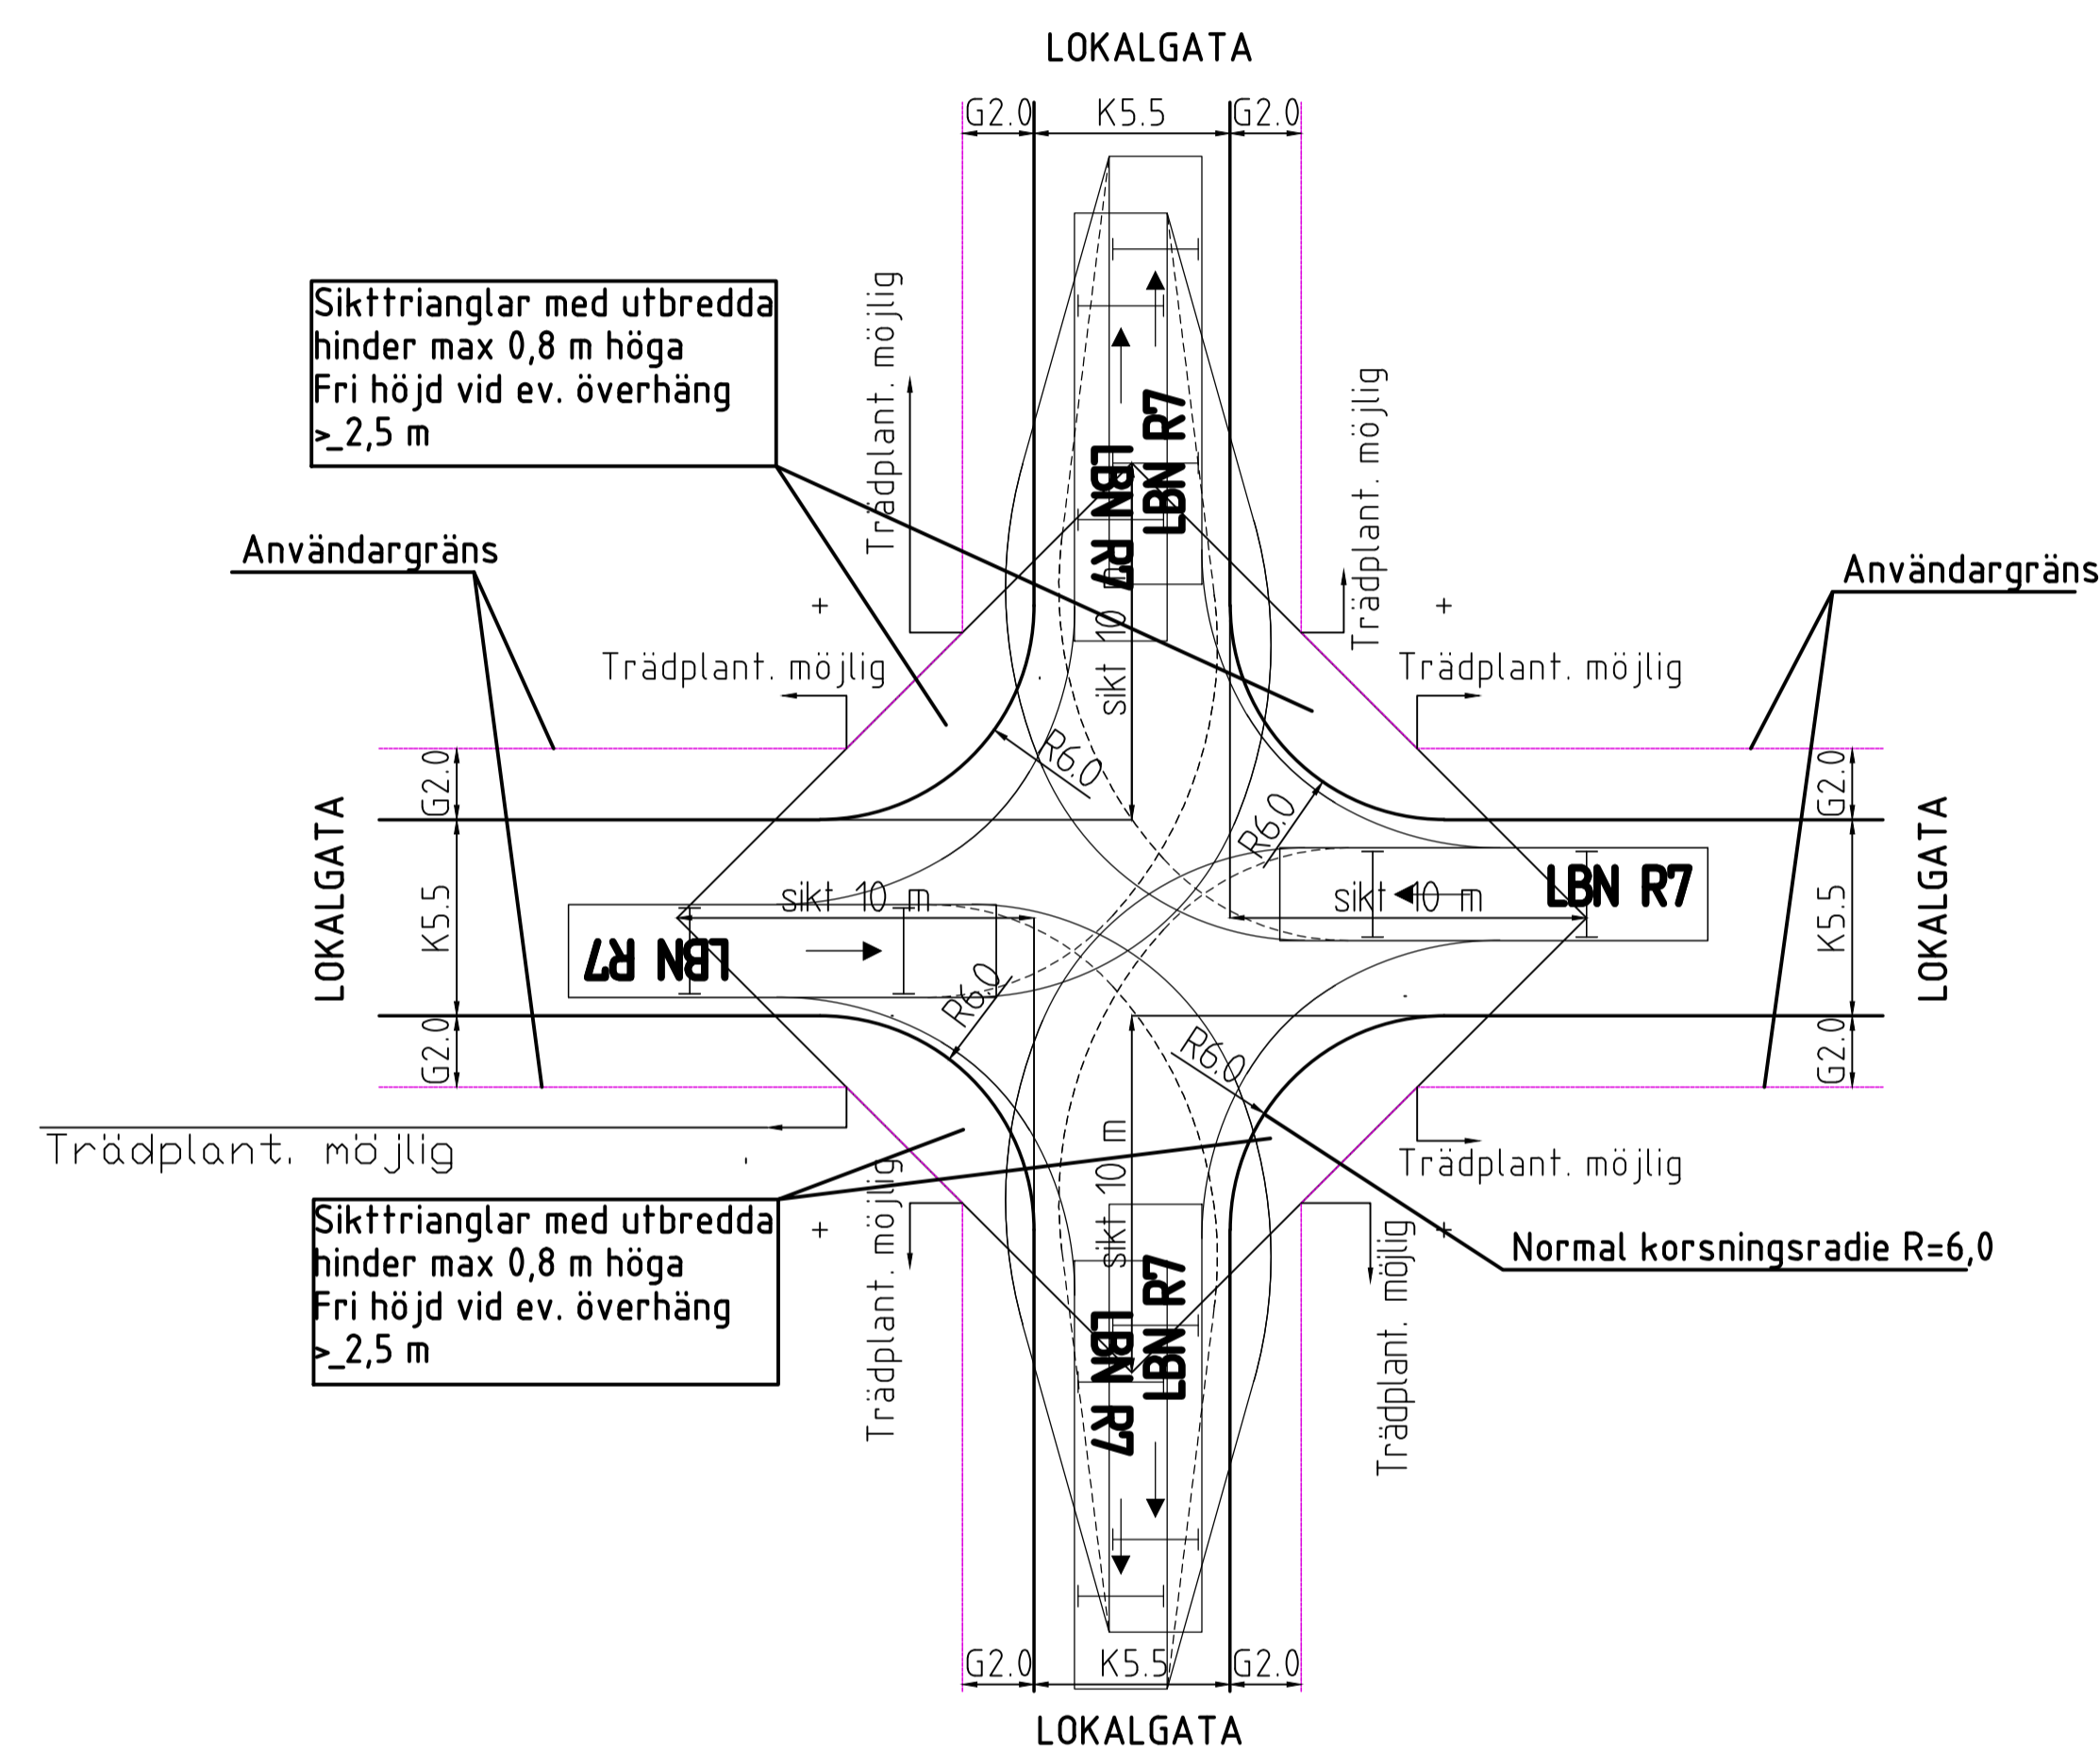 LOKALGATA
G2.0
K5.5
G2.0
Sikttrianglar med utbredda
hinder max 0,8 m höga
Fri höjd vid ev. överhäng
>_2,5 m
Trädplant. möjlig
Trädplant. möjlig
LBN R7
LBN R7
Användargräns
Användargräns
Trädplant. möjlig
Trädplant. möjlig
sikt 10 m
R6.0
R6.0
G2.0
G2.0
LOKALGATA
K5.5
sikt 10 m
sikt 10 m
LBN R7
K5.5
LOKALGATA
LBN R7
R6.0
R6.0
G2.0
G2.0
Trädplant. möjlig
Trädplant. möjlig
sikt 10 m
Trädplant. möjlig
Trädplant. möjlig
Sikttrianglar med utbredda
hinder max 0,8 m höga
Fri höjd vid ev. överhäng
>_2,5 m
Normal korsningsradie R=6,0
LBN R7
LBN R7
G2.0
K5.5
G2.0
LOKALGATA